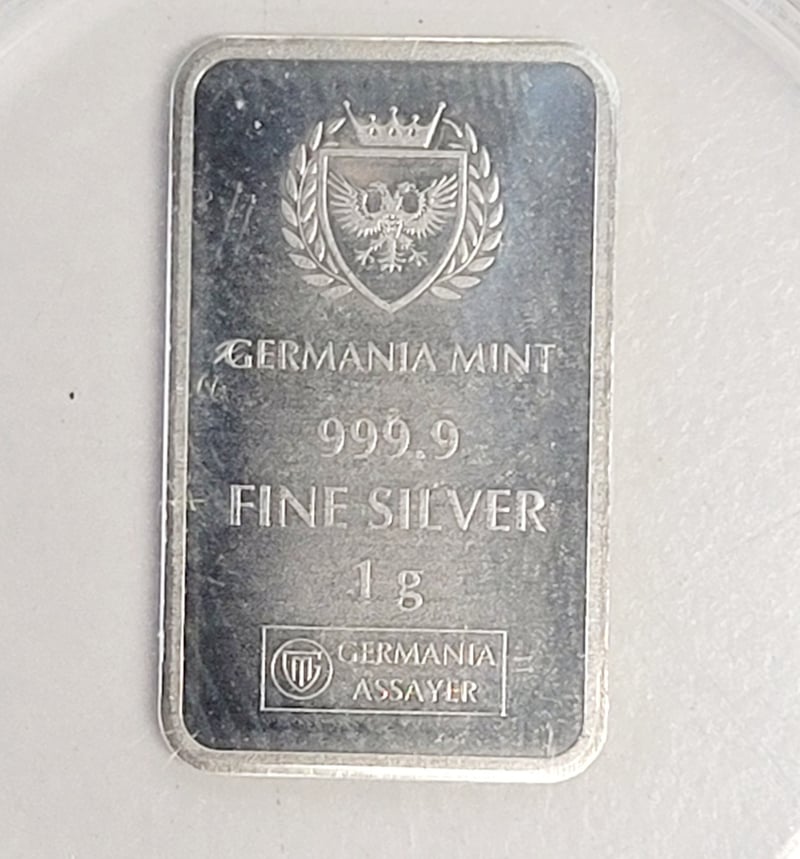 GERMANIA MINT
999.9
FINE SILVER
1 g
GERMANIA
ASSAYER